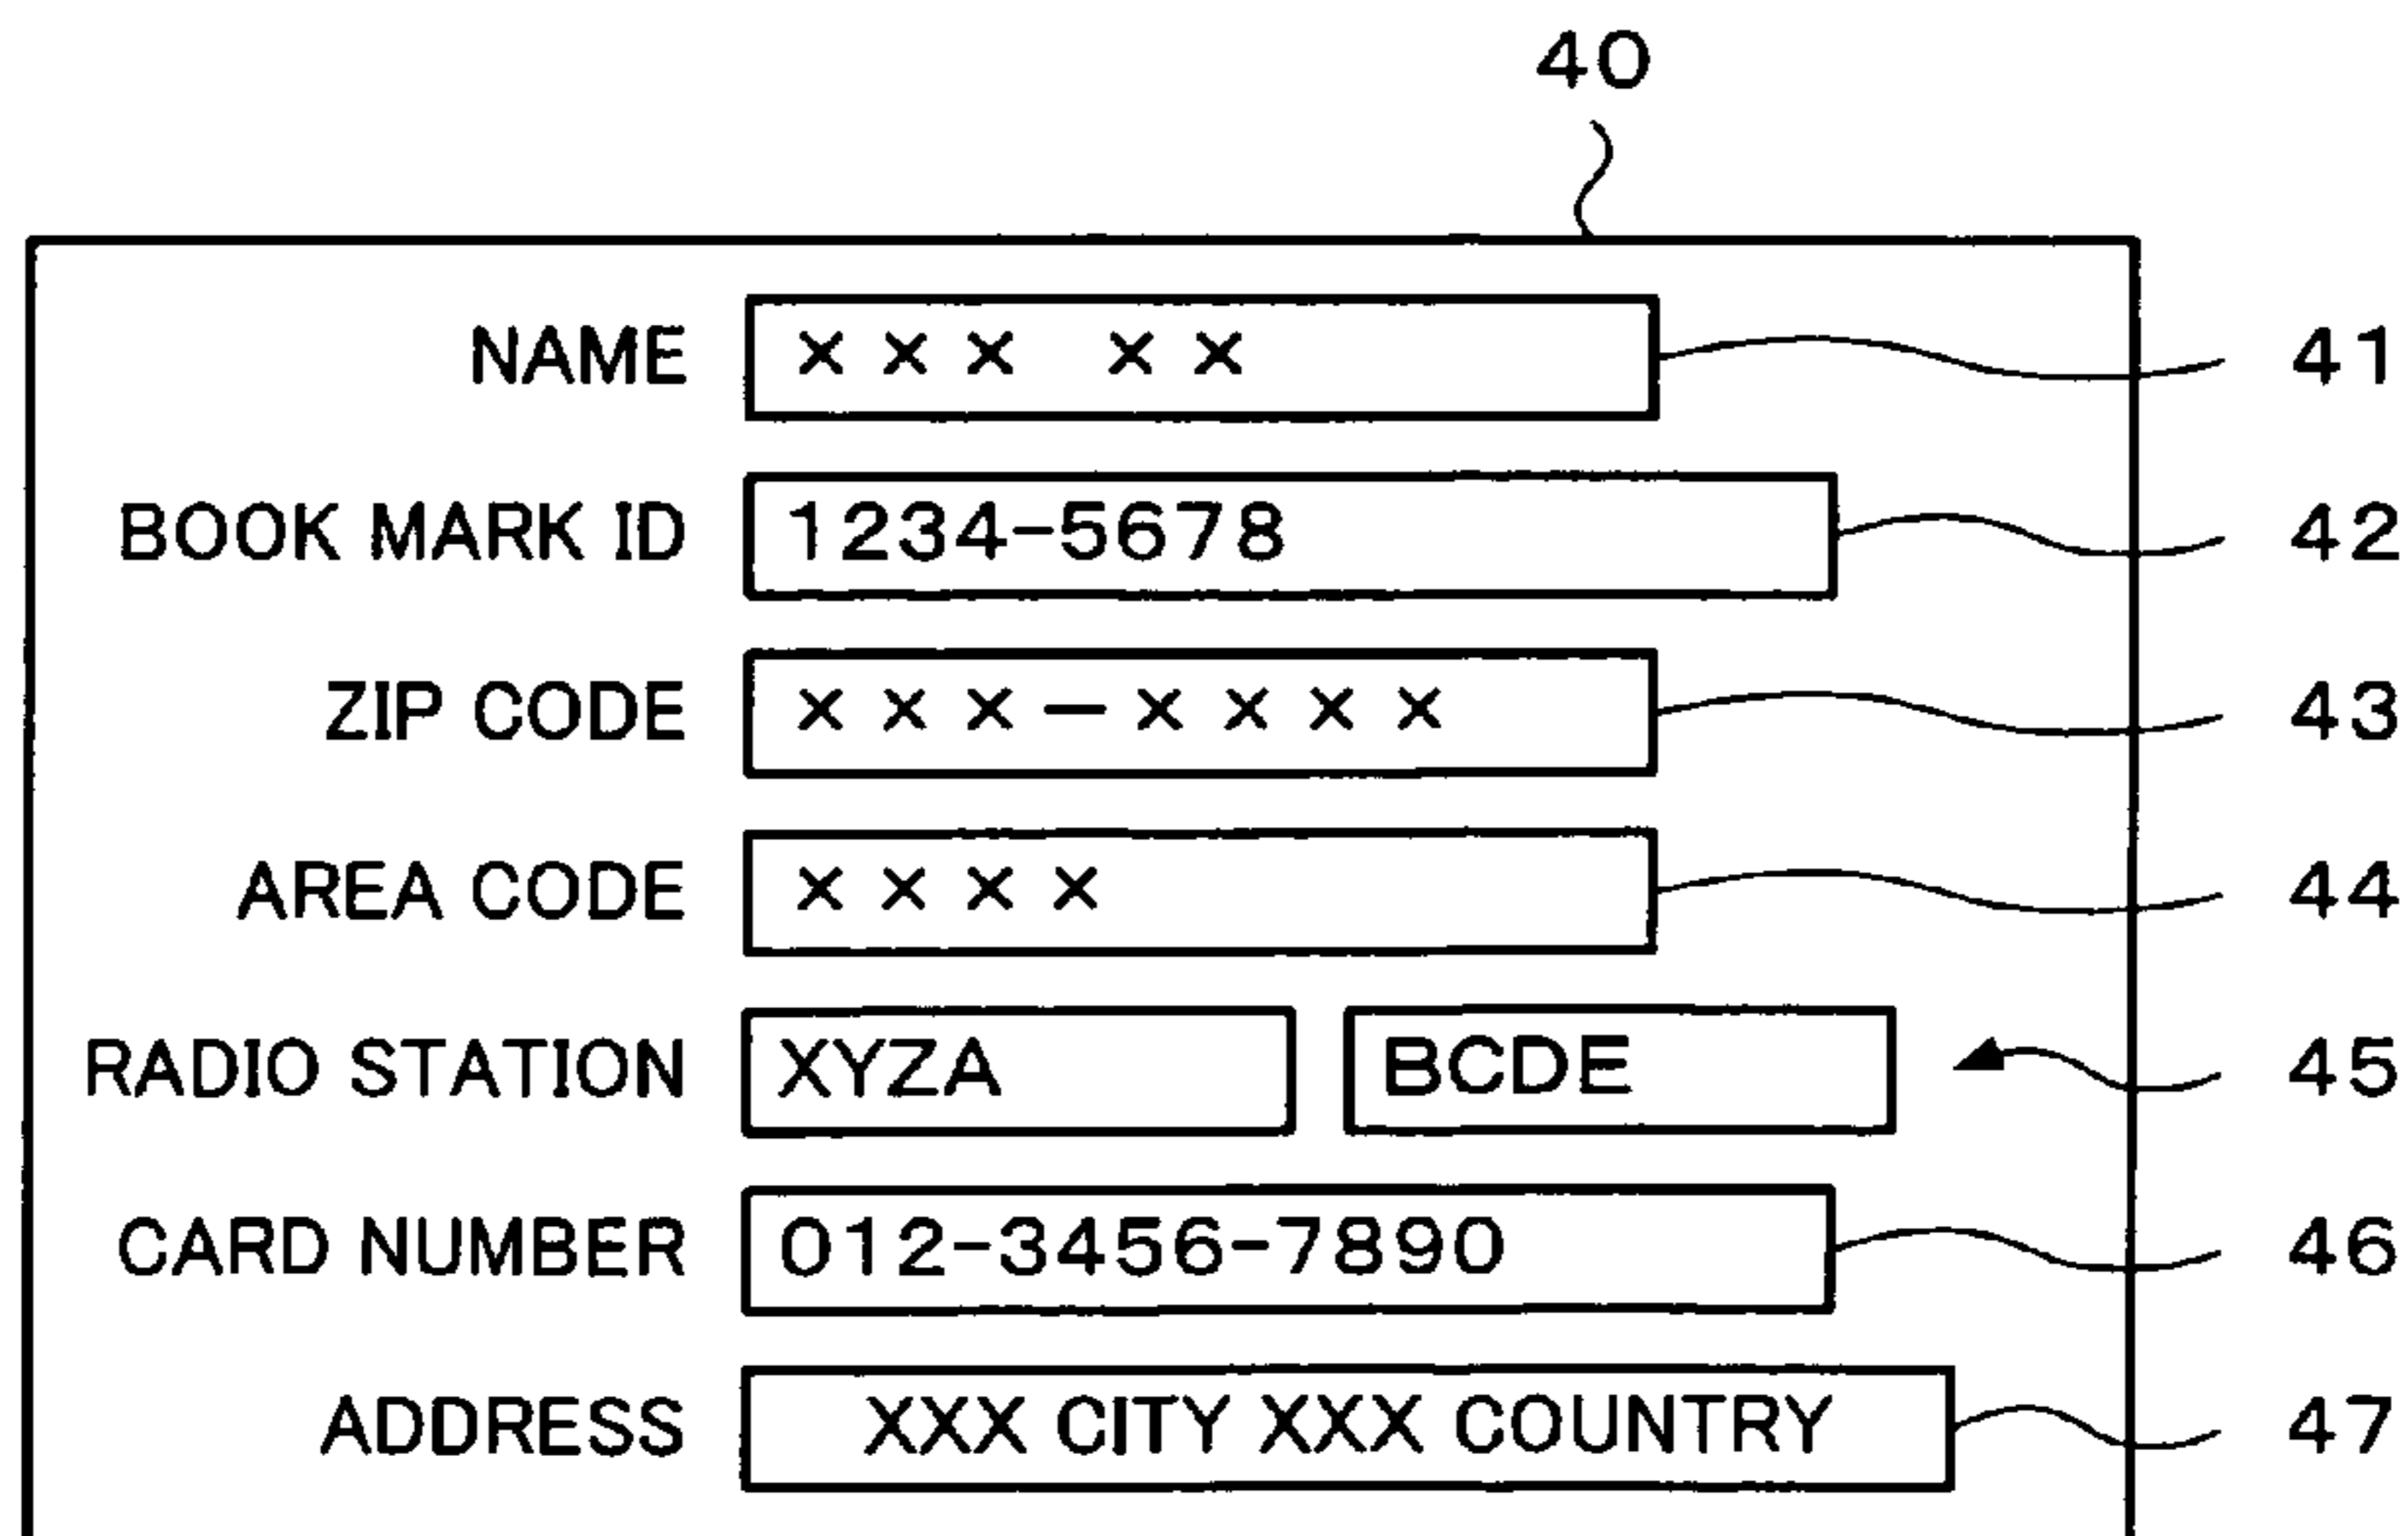 40
NAME × × × × × 41
BOOK MARK ID 1234-5678 42
ZIP CODE × × × – × × × × 43
AREA CODE × × × × 44
RADIO STATION XYZA BCDE 45
CARD NUMBER 012-3456-7890 46
ADDRESS XXX CITY XXX COUNTRY 47